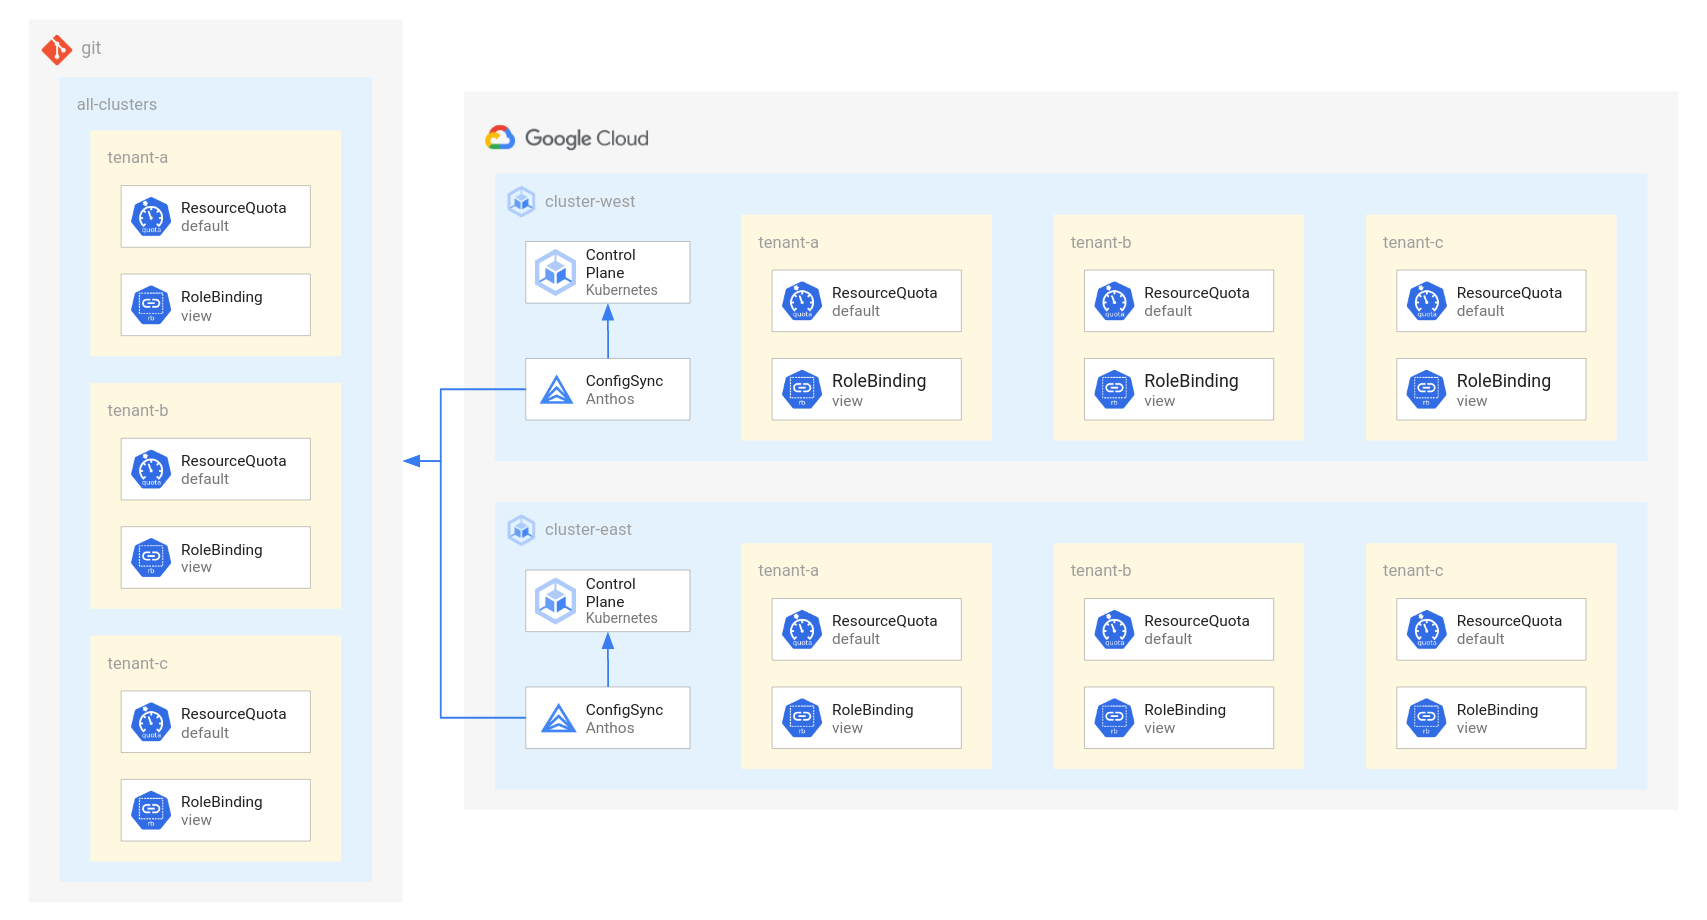 git
all-clusters
tenant-a
quota
ResourceQuota
default
rb
RoleBinding
view
tenant-b
quota
ResourceQuota
default
rb
RoleBinding
view
tenant-c
quota
ResourceQuota
default
rb
RoleBinding
view
Google Cloud
cluster-west
Control
Plane
Kubernetes
ConfigSync
Anthos
tenant-a
quota
ResourceQuota
default
rb
RoleBinding
view
tenant-b
quota
ResourceQuota
default
rb
RoleBinding
view
tenant-c
quota
ResourceQuota
default
rb
RoleBinding
view
cluster-east
Control
Plane
Kubernetes
ConfigSync
Anthos
tenant-a
quota
ResourceQuota
default
rb
RoleBinding
view
tenant-b
quota
ResourceQuota
default
rb
RoleBinding
view
tenant-c
quota
ResourceQuota
default
rb
RoleBinding
view